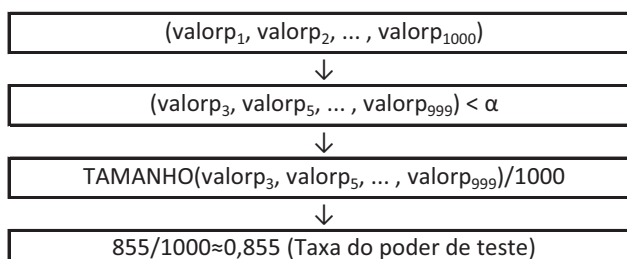 (valorp₁, valorp₂, ... , valorp₁₀₀₀)
↓
(valorp₃, valorp₅, ... , valorp₉₉₉) < α
↓
TAMANHO(valorp₃, valorp₅, ... , valorp₉₉₉)/1000
↓
855/1000≈0,855 (Taxa do poder de teste)